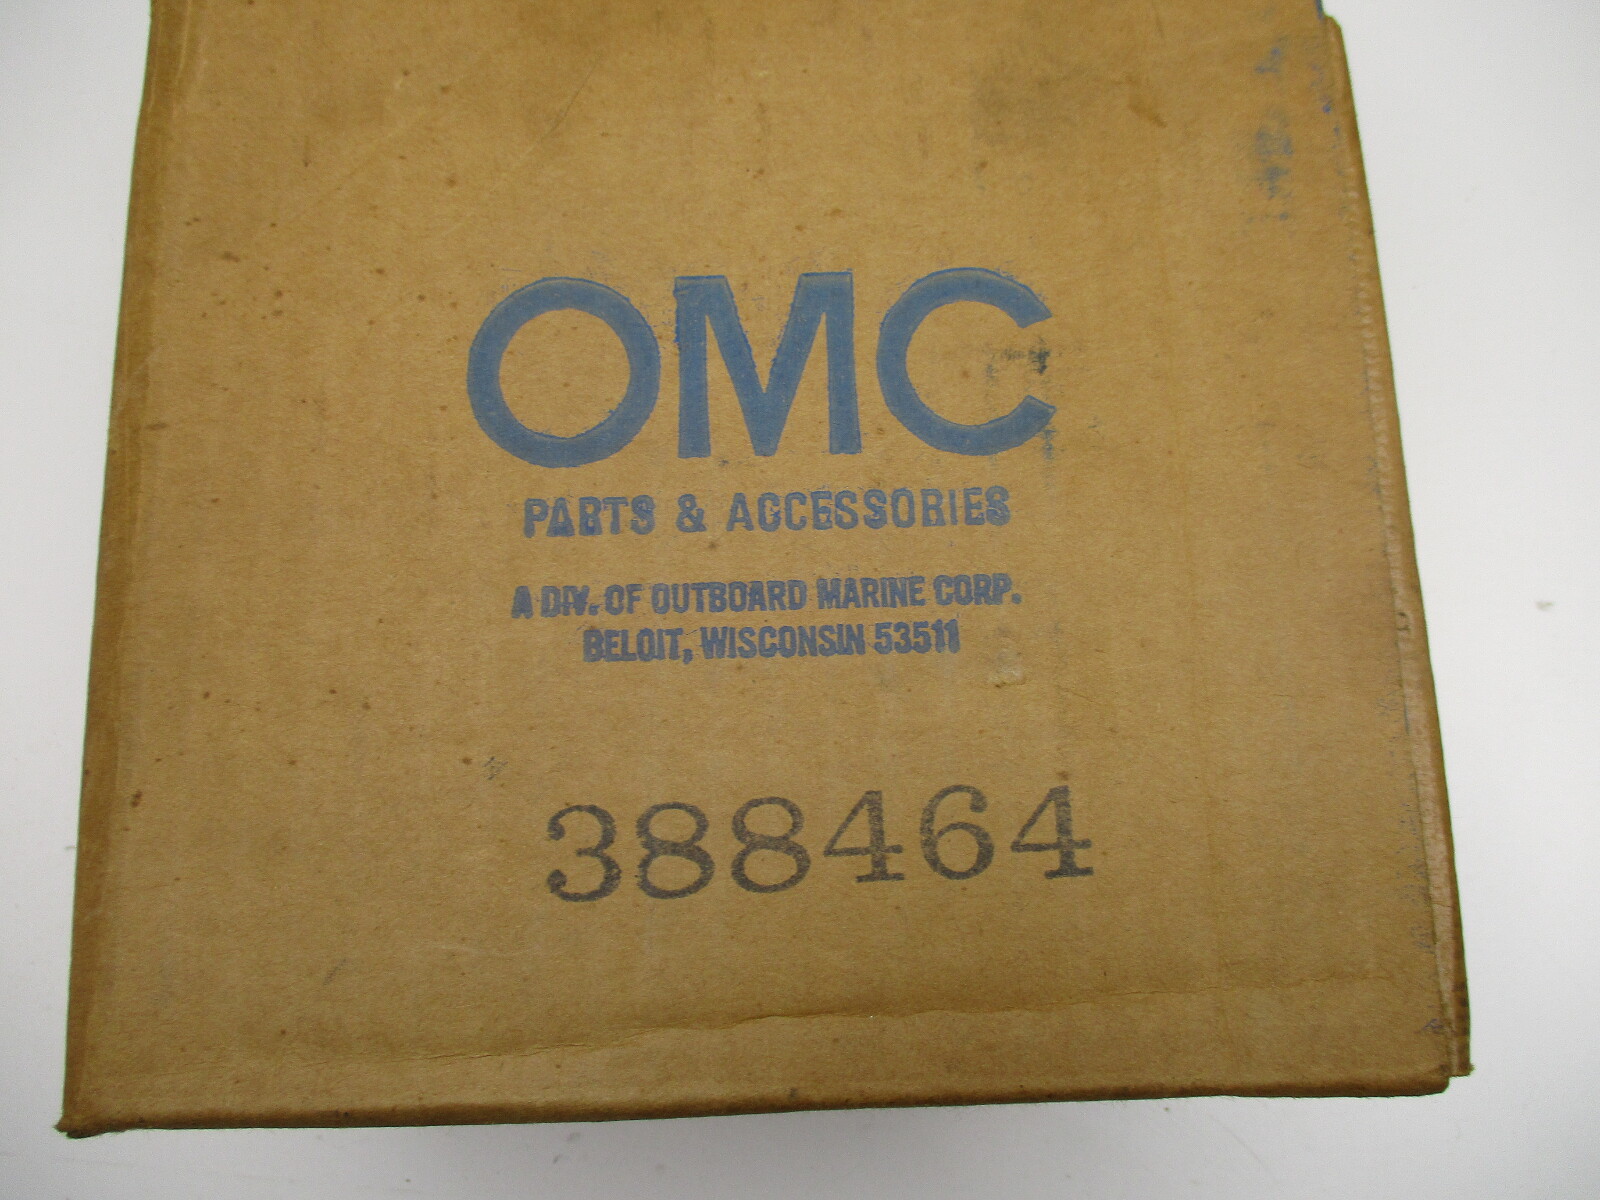 OMC
PARTS & ACCESSORIES
A DIV. OF OUTBOARD MARINE CORP.
BELOIT, WISCONSIN 53511
388464